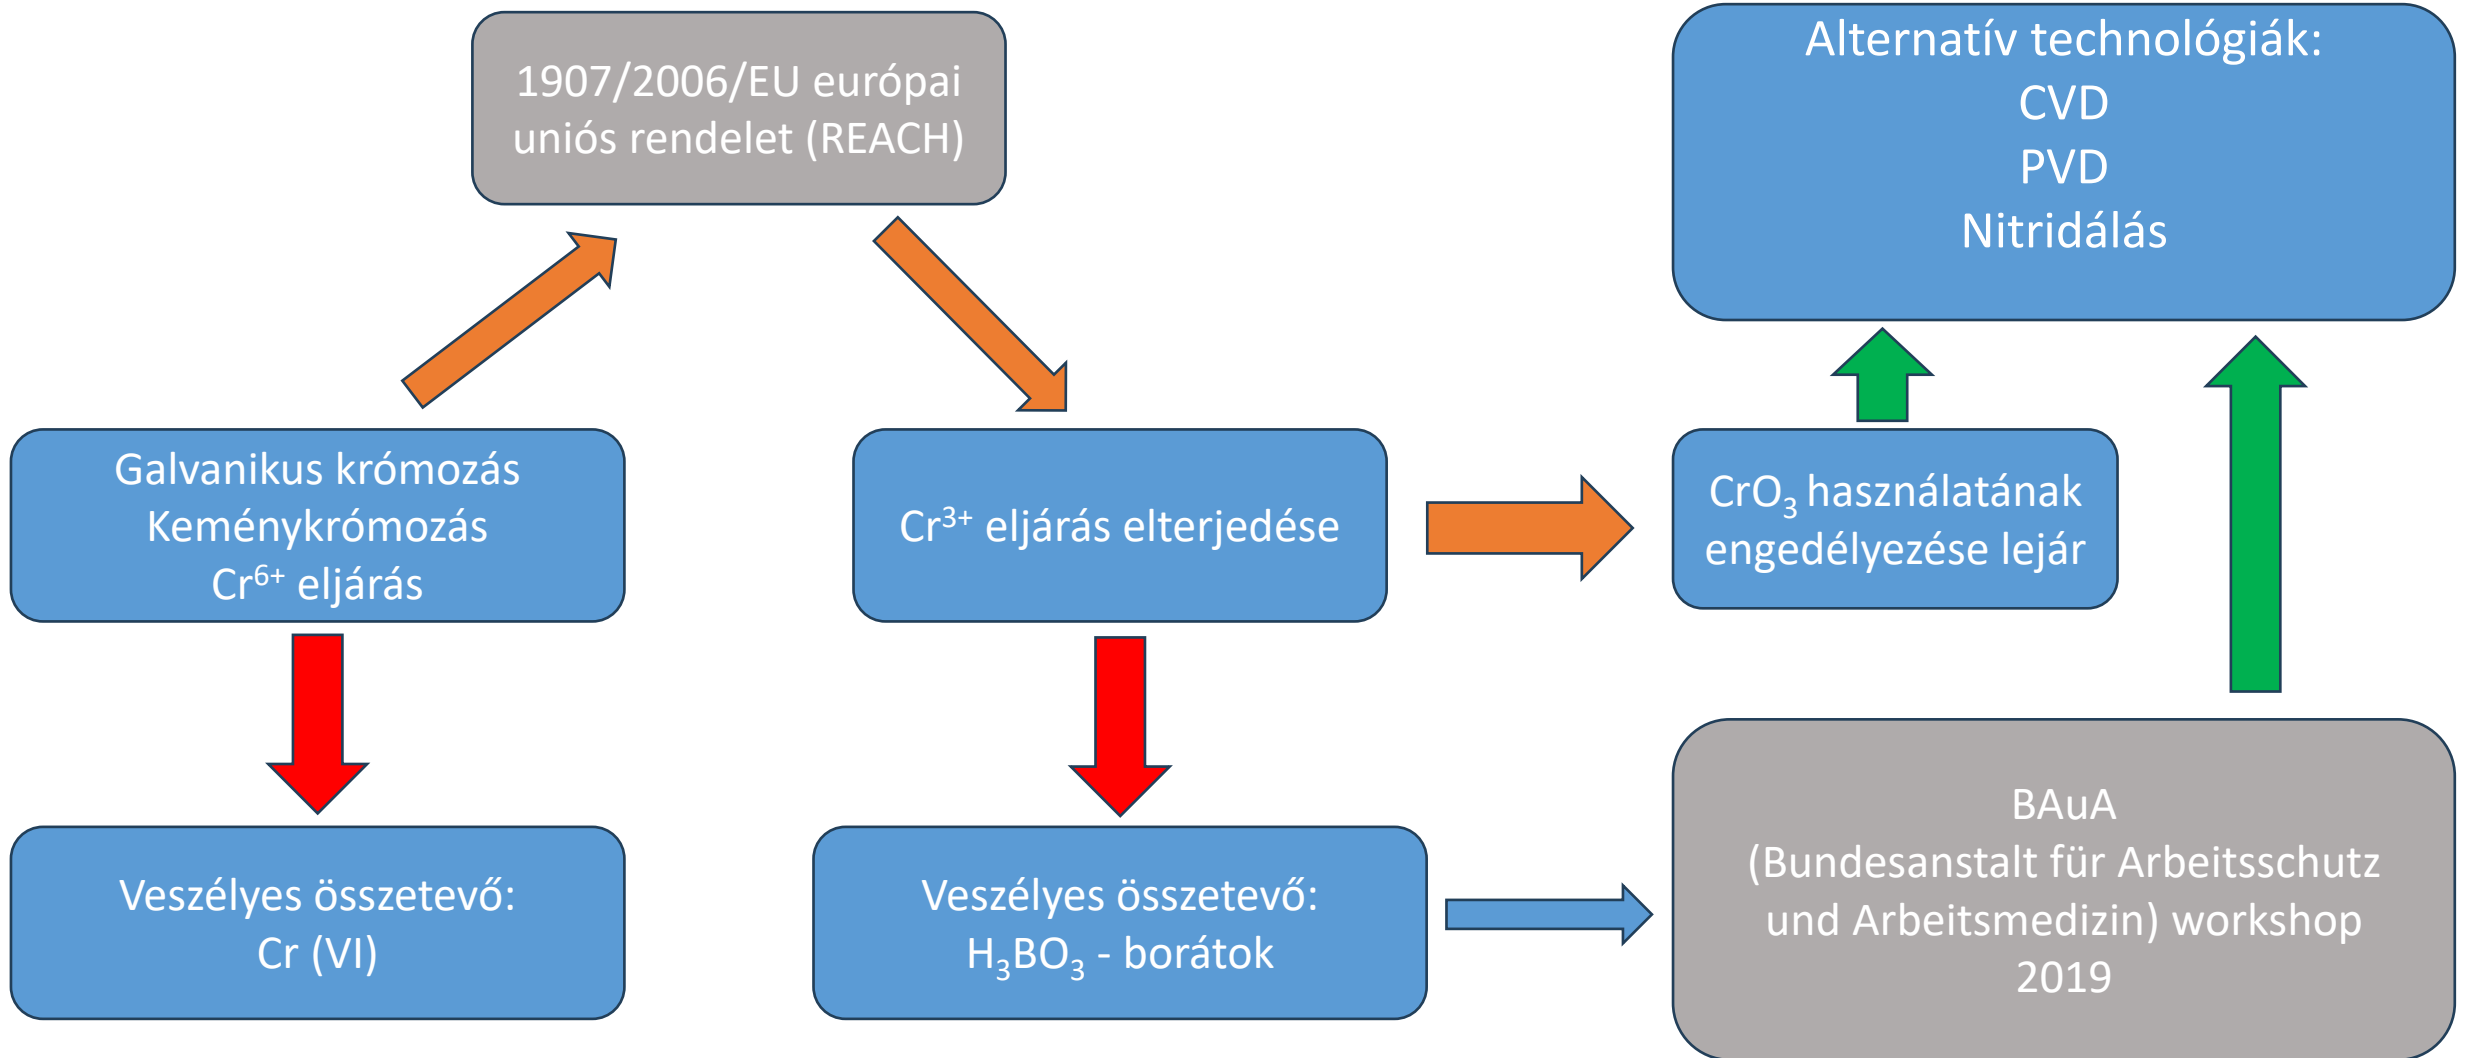 1907/2006/EU európai
uniós rendelet (REACH)
Alternatív technológiák:
CVD
PVD
Nitridálás
Galvanikus krómozás
Keménykrómozás
Cr⁶⁺ eljárás
Cr³⁺ eljárás elterjedése
CrO₃ használatának
engedélyezése lejár
Veszélyes összetevő:
Cr (VI)
Veszélyes összetevő:
H₃BO₃ - borátok
BAuA
(Bundesanstalt für Arbeitsschutz
und Arbeitsmedizin) workshop
2019